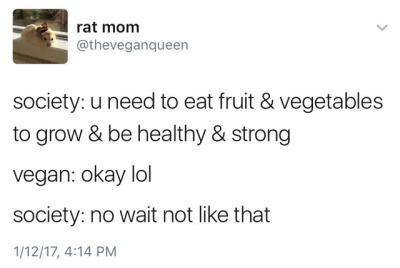 rat mom
@theveganqueen
society: u need to eat fruit & vegetables
to grow & be healthy & strong
vegan: okay lol
society: no wait not like that
1/12/17, 4:14 PM